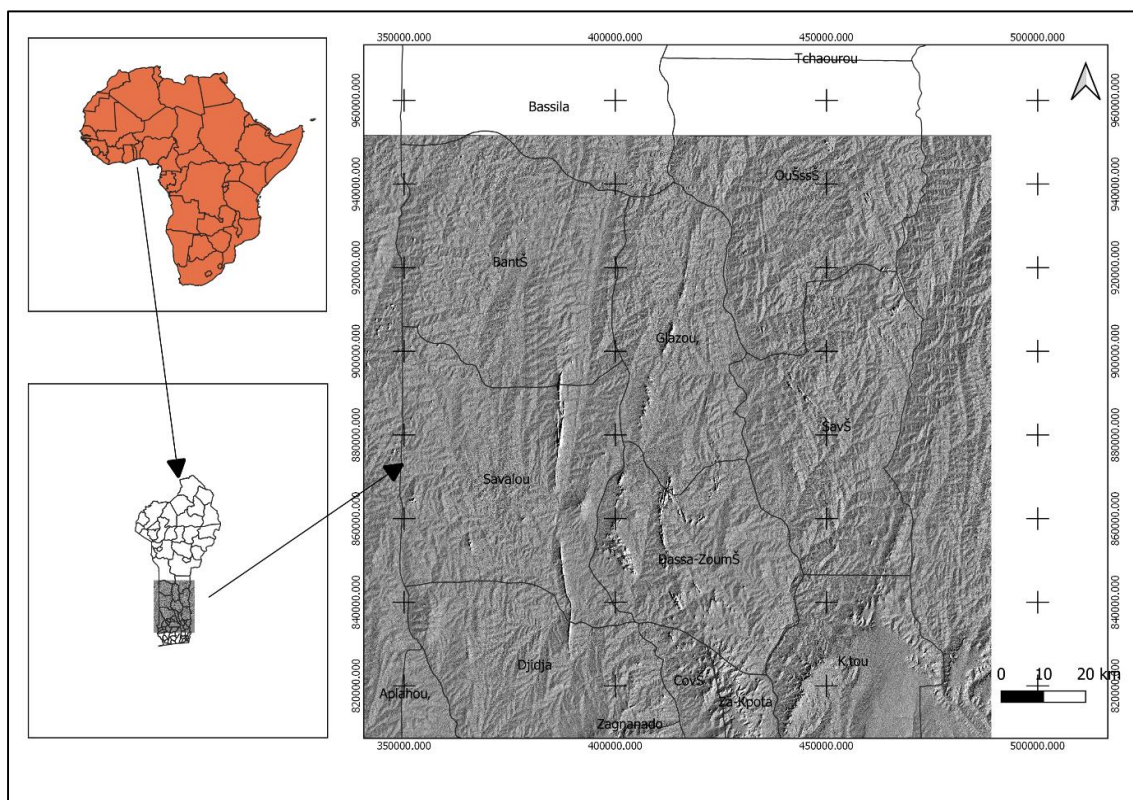 350000.000 400000.000 450000.000 500000.000
Tchaourou
960000.000 Bassila 960000.000
OuŠssŠ
940000.000 940000.000
BantŠ
920000.000 920000.000
Glazou,
900000.000 900000.000
SavŠ
880000.000 880000.000
Savalou
860000.000 860000.000
Dassa-ZoumŠ
840000.000 840000.000
Djidja K‚tou
CovŠ 0 10 20 km
820000.000 Aplahou, Za-Kpota 820000.000
Zagnanado
350000.000 400000.000 450000.000 500000.000